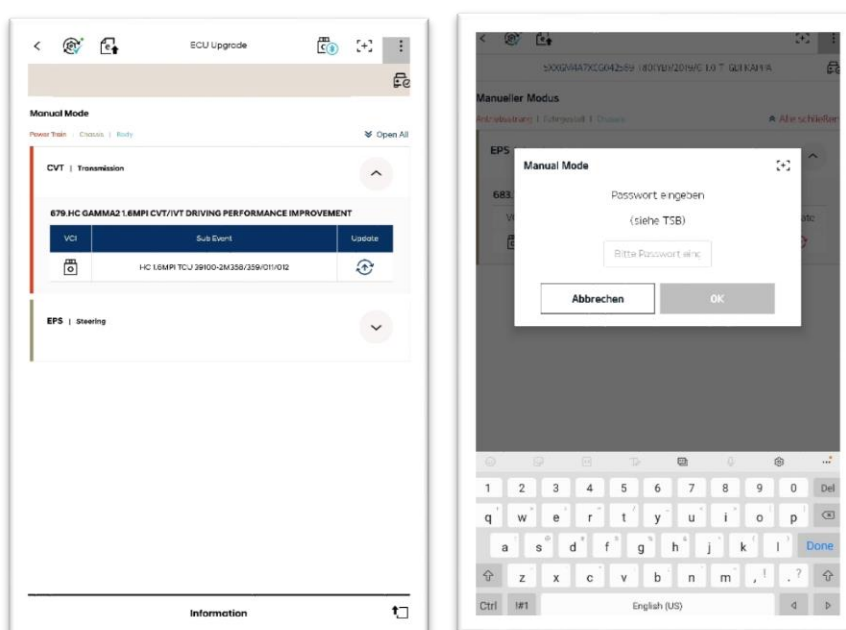 ECU Upgrade
Manual Mode
Power Train | Chassis | Body
Open All
CVT | Transmission
679.HC GAMMA2 1.6MPI CVT/IVT DRIVING PERFORMANCE IMPROVEMENT
VCI Sub Event Update
HC 1.6MPI TCU 39100-2M358/359/011/012
EPS | Steering
Information
Manueller Modus
Alle schließen
EPS
683.
Manual Mode
Passwort eingeben
(siehe TSB)
Bitte Passwort einc
Abbrechen OK
1 2 3 4 5 6 7 8 9 0 Del
q w e r t y u i o p
a s d f g h j k l Done
z x c v b n m , ! . ?
Ctrl !#1 English (US)